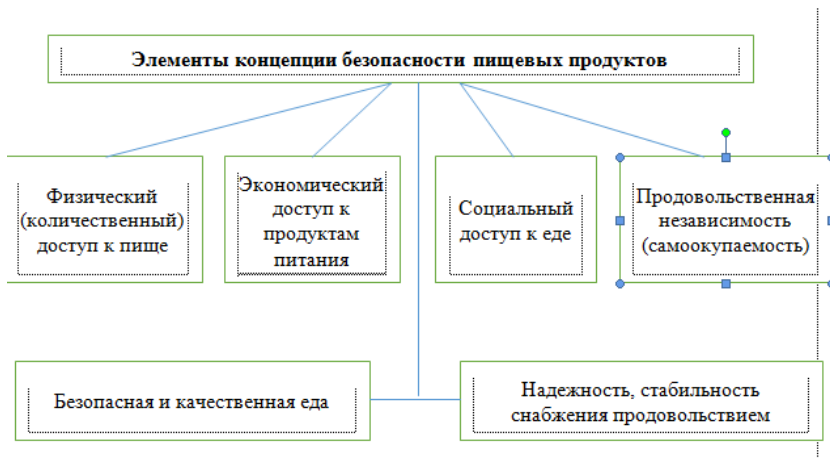 Элементы концепции безопасности пищевых продуктов
Физический
(количественный)
доступ к пище
Экономический
доступ к
продуктам
питания
Социальный
доступ к еде
Продовольственная
независимость
(самоокупаемость)
Безопасная и качественная еда
Надежность, стабильность
снабжения продовольствием